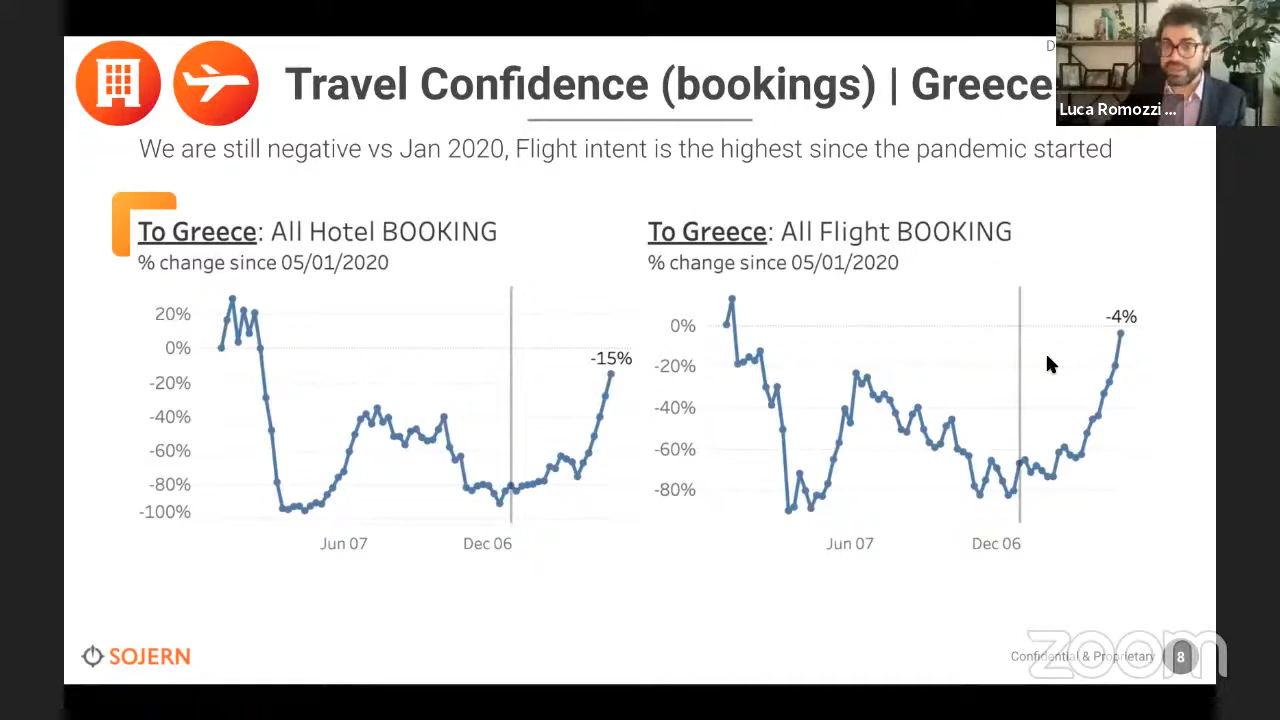 D
Travel Confidence (bookings) | Greece
Luca Romozzi ...
We are still negative vs Jan 2020, Flight intent is the highest since the pandemic started
To Greece: All Hotel BOOKING
% change since 05/01/2020
20%
0%
-20%
-40%
-60%
-80%
-100%
-15%
Jun 07
Dec 06
To Greece: All Flight BOOKING
% change since 05/01/2020
0%
-20%
-40%
-60%
-80%
-4%
Jun 07
Dec 06
SOJERN
Confidential & Proprietary | 8
zoom